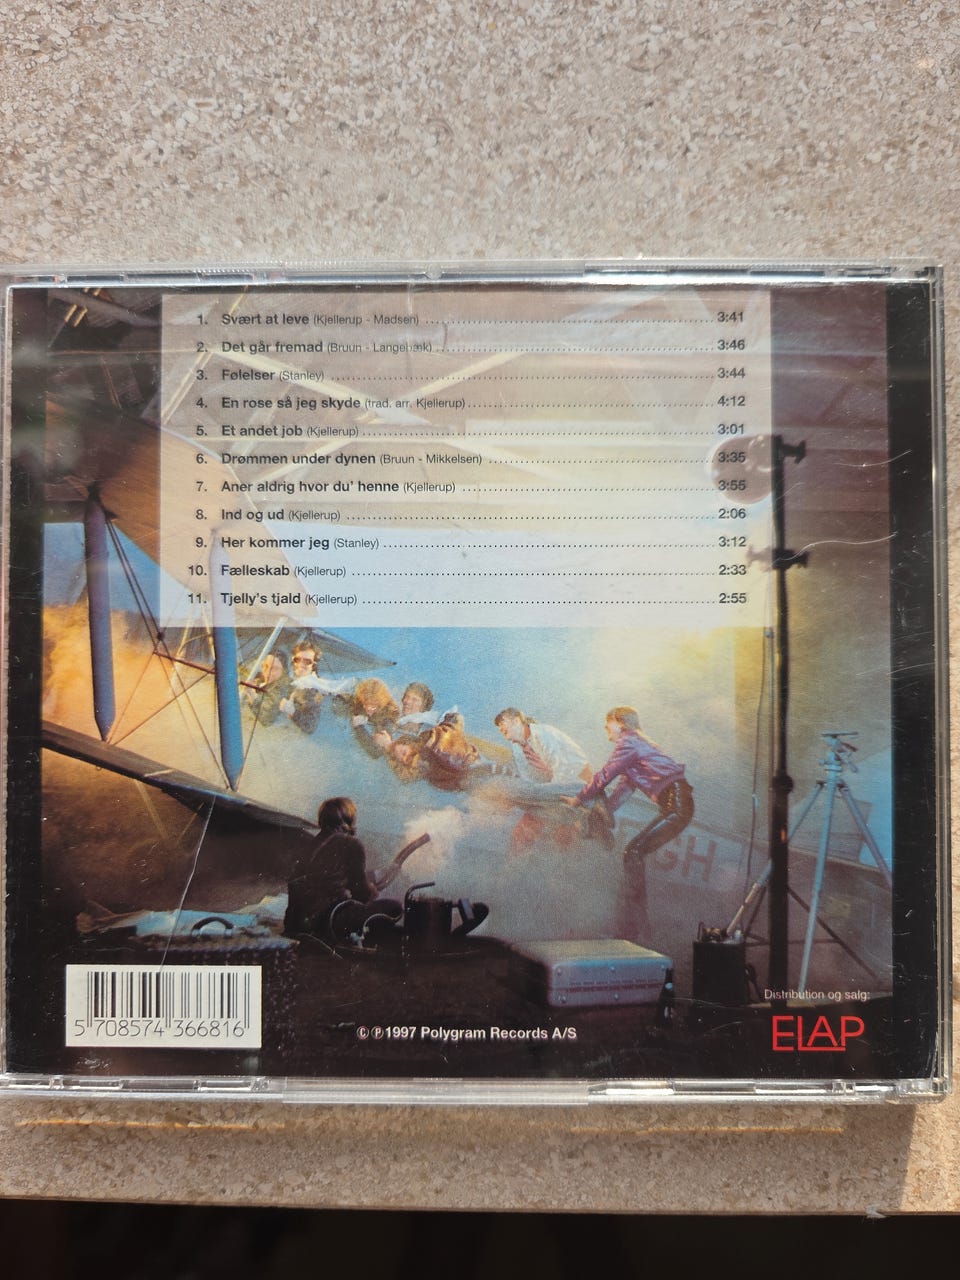 1. Svært at leve (Kjellerup - Madsen) 3:41
2. Det går fremad (Bruun - Langebæk) 3:46
3. Følelser (Stanley) 3:44
4. En rose så jeg skyde (trad. arr. Kjellerup) 4:12
5. Et andet job (Kjellerup) 3:01
6. Drømmen under dynen (Bruun - Mikkelsen) 3:35
7. Aner aldrig hvor du' henne (Kjellerup) 3:55
8. Ind og ud (Kjellerup) 2:06
9. Her kommer jeg (Stanley) 3:12
10. Fælleskab (Kjellerup) 2:33
11. Tjelly's tjald (Kjellerup) 2:55
GH
Distribution og salg:
ELAP
5 708574 366816
©℗1997 Polygram Records A/S